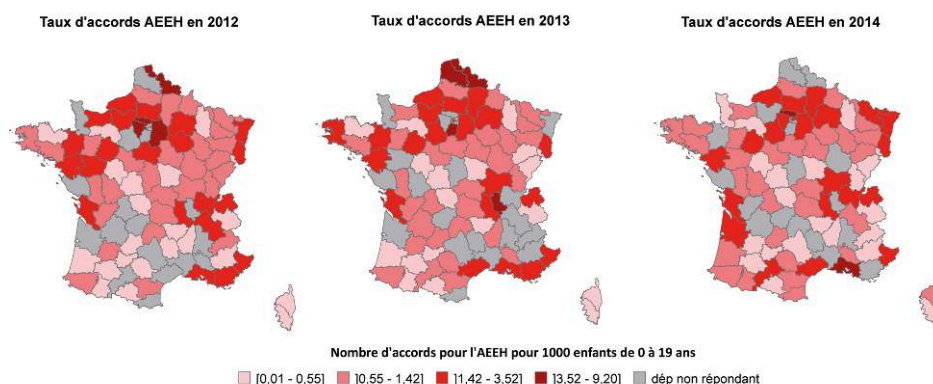 Taux d'accords AEEH en 2012
Taux d'accords AEEH en 2013
Taux d'accords AEEH en 2014
Nombre d'accords pour l'AEEH pour 1000 enfants de 0 à 19 ans
[0.01 - 0.55] ]0.55 - 1.42] ]1.42 - 3.52] ]3.52 - 9.20] dép non répondant